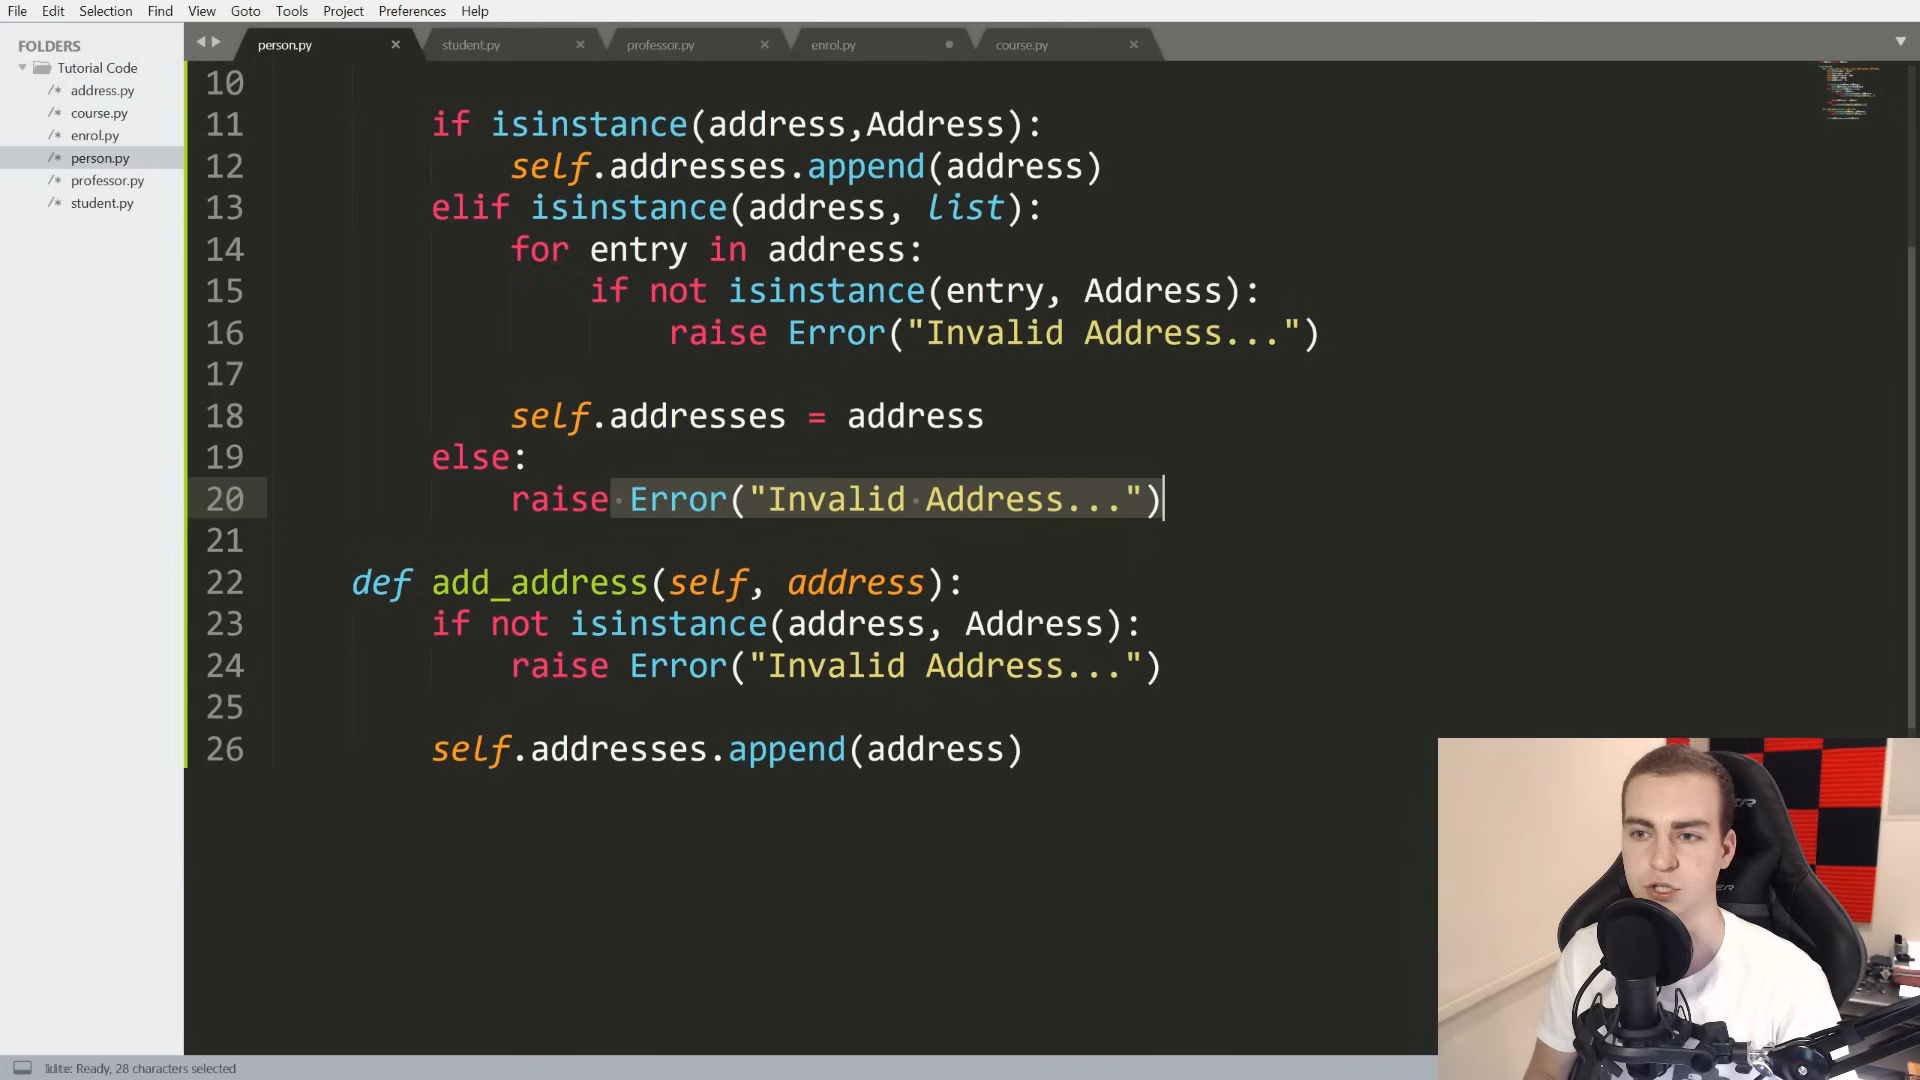 File Edit Selection View Goto Tools Project Preferences Help
FOLDERS
Tutorial Code
/* address.py
/* course.py
/* enrol.py
/* person.py
/* professor.py
/* student.py
person.py × student.py × professor.py × enrol.py course.py ×
10
11 if isinstance(address,Address):
12 self.addresses.append(address)
13 elif isinstance(address, list):
14 for entry in address:
15 if not isinstance(entry, Address):
16 raise Error("Invalid Address...")
17
18 self.addresses = address
19 else:
20 raise Error("Invalid Address...")
21
22 def add_address(self, address):
23 if not isinstance(address, Address):
24 raise Error("Invalid Address...")
25
26 self.addresses.append(address)
kite: Ready, 28 characters selected